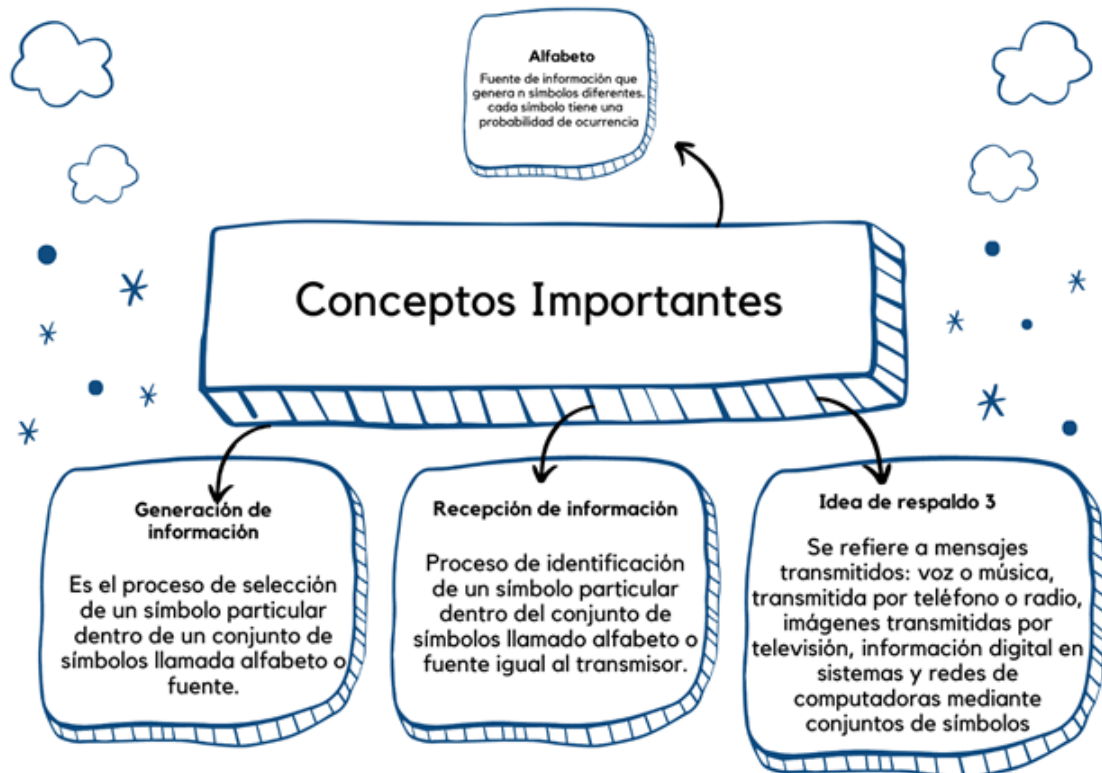 Alfabeto
Fuente de información que
genera n símbolos diferentes.
cada símbolo tiene una
probabilidad de ocurrencia
Conceptos Importantes
Generación de
información
Es el proceso de selección
de un símbolo particular
dentro de un conjunto de
símbolos llamada alfabeto o
fuente.
Recepción de información
Proceso de identificación
de un símbolo particular
dentro del conjunto de
símbolos llamado alfabeto o
fuente igual al transmisor.
Idea de respaldo 3
Se refiere a mensajes
transmitidos: voz o música,
transmitida por teléfono o radio,
imágenes transmitidas por
televisión, información digital en
sistemas y redes de
computadoras mediante
conjuntos de símbolos